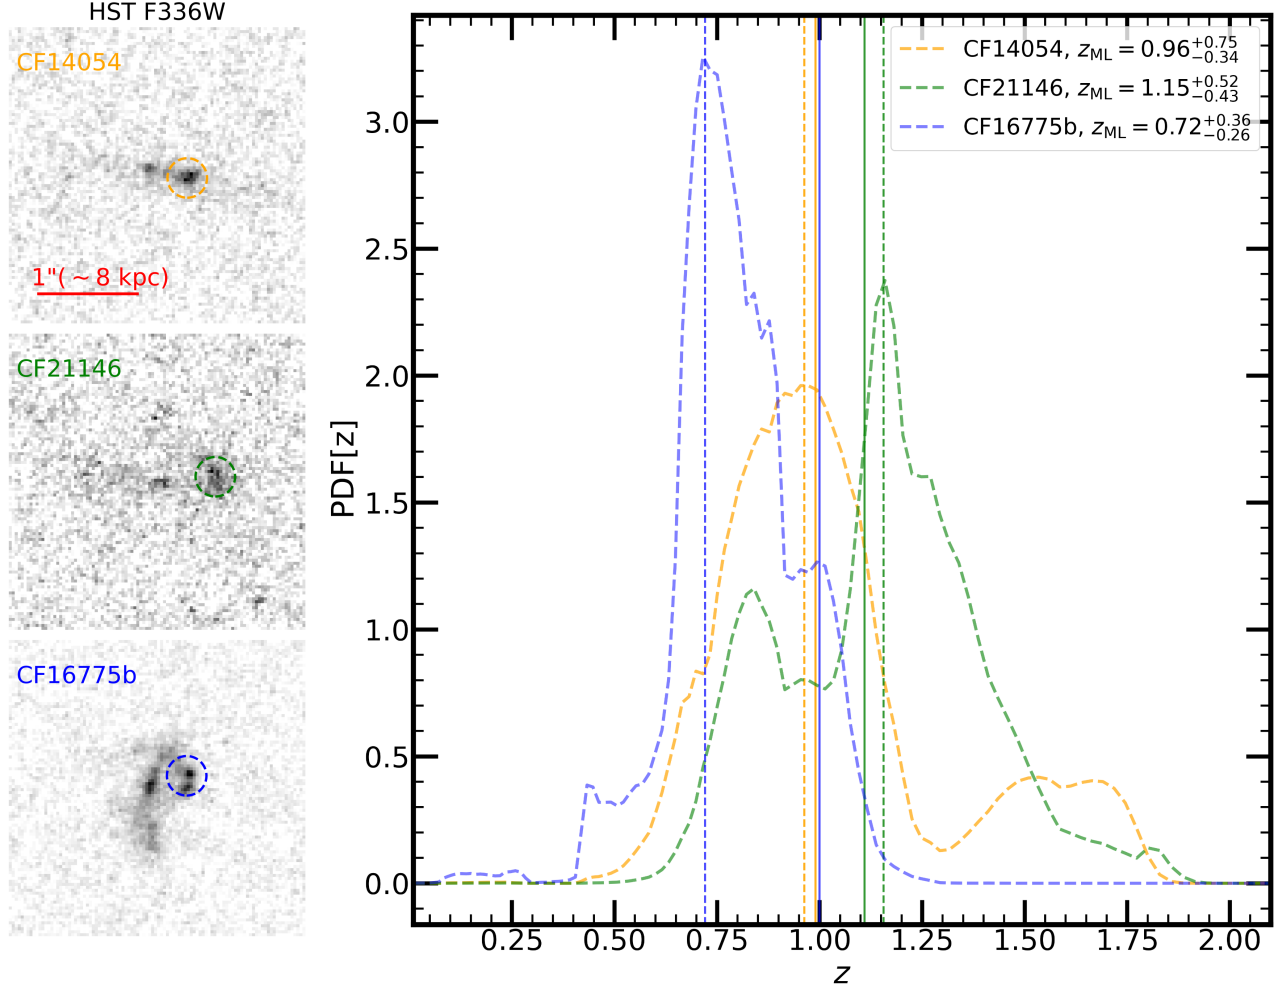 HST F336W
CF14054
1"(∼8 kpc)
CF21146
CF16775b
PDF[z]
3.0
2.5
2.0
1.5
1.0
0.5
0.0
CF14054, z_ML = 0.96^{+0.75}_{−0.34}
CF21146, z_ML = 1.15^{+0.52}_{−0.43}
CF16775b, z_ML = 0.72^{+0.36}_{−0.26}
0.25 0.50 0.75 1.00 1.25 1.50 1.75 2.00
z